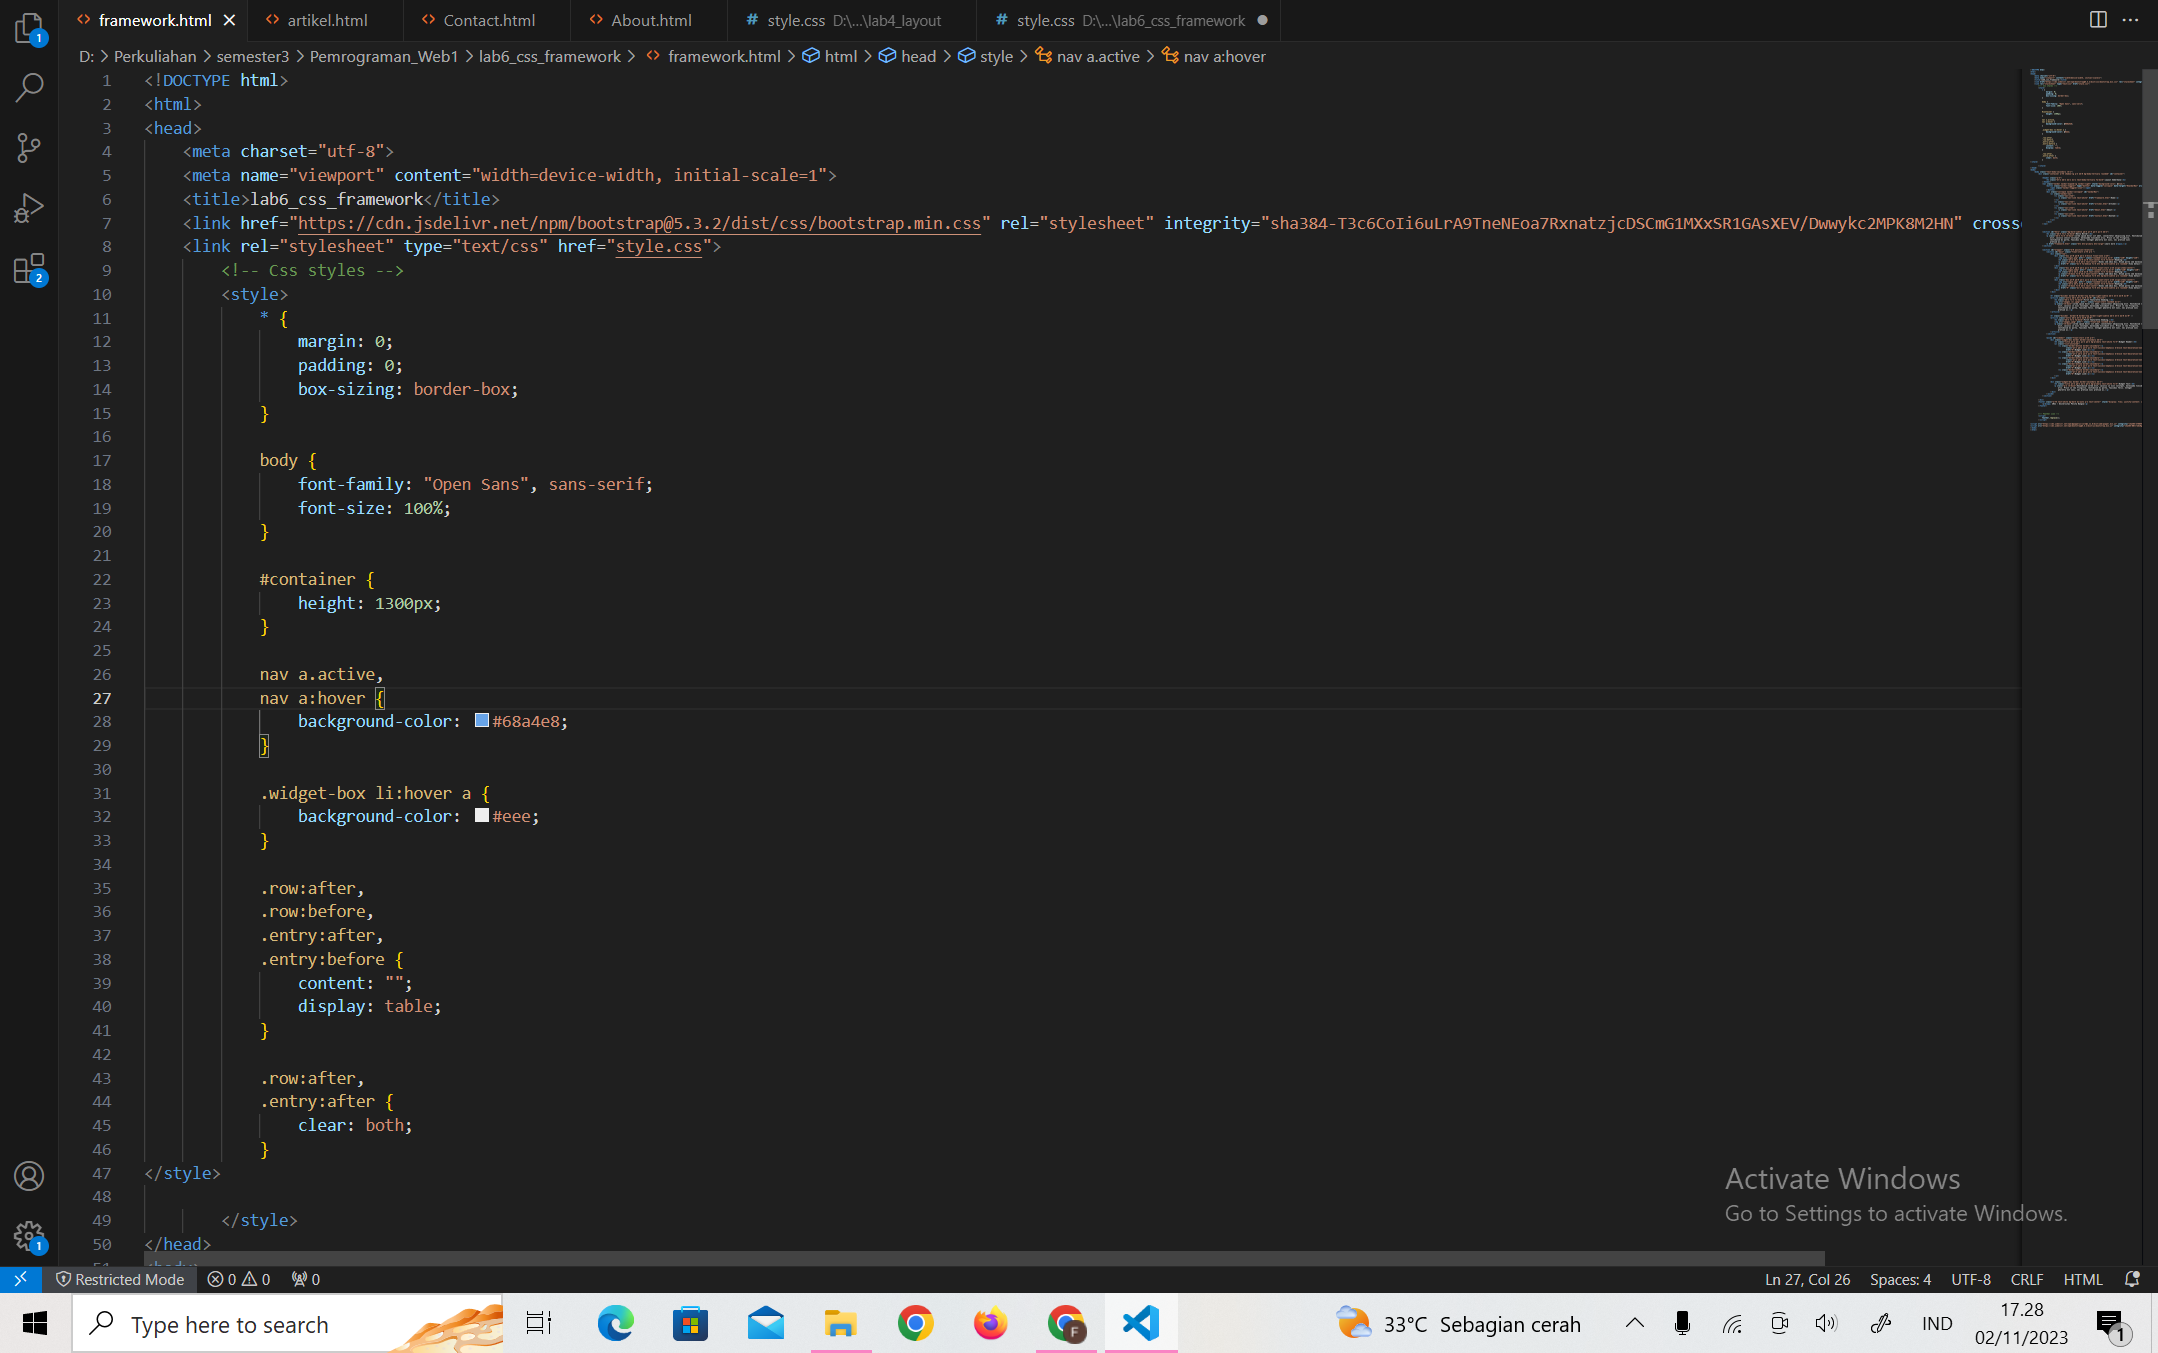 framework.html
artikel.html
Contact.html
About.html
style.css D:\...\lab4_layout
style.css D:\...\lab6_css_framework
D: > Perkuliahan > semester3 > Pemrograman_Web1 > lab6_css_framework > framework.html > html > head > style > nav a.active > nav a:hover
1 <!DOCTYPE html>
2 <html>
3 <head>
4 <meta charset="utf-8">
5 <meta name="viewport" content="width=device-width, initial-scale=1">
6 <title>lab6_css_framework</title>
7 <link href="https://cdn.jsdelivr.net/npm/bootstrap@5.3.2/dist/css/bootstrap.min.css" rel="stylesheet" integrity="sha384-T3c6CoIi6uLrA9TneNEoa7RxnatzjcDSCmG1MXxSR1GAsXEV/Dwwykc2MPK8M2HN" cross
8 <link rel="stylesheet" type="text/css" href="style.css">
9 <!-- Css styles -->
10 <style>
11 * {
12 margin: 0;
13 padding: 0;
14 box-sizing: border-box;
15 }
16
17 body {
18 font-family: "Open Sans", sans-serif;
19 font-size: 100%;
20 }
21
22 #container {
23 height: 1300px;
24 }
25
26 nav a.active,
27 nav a:hover {
28 background-color: #68a4e8;
29 }
30
31 .widget-box li:hover a {
32 background-color: #eee;
33 }
34
35 .row:after,
36 .row:before,
37 .entry:after,
38 .entry:before {
39 content: "";
40 display: table;
41 }
42
43 .row:after,
44 .entry:after {
45 clear: both;
46 }
47 </style>
48
49 </style>
50 </head>
1
2
1
Activate Windows
Go to Settings to activate Windows.
Restricted Mode
0
0
0
Ln 27, Col 26
Spaces: 4
UTF-8
CRLF
HTML
Type here to search
F
33°C Sebagian cerah
IND
17.28
02/11/2023
1